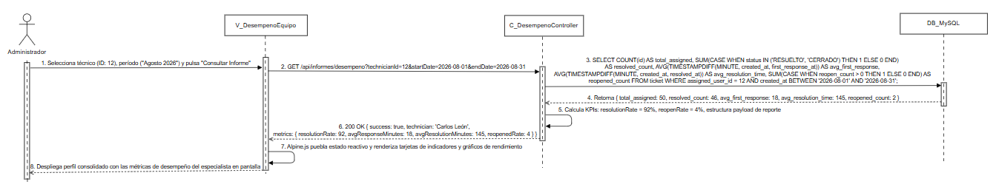 V_DesempenoEquipo
C_DesempenoController
DB_MySQL
Administrador
1. Selecciona técnico (ID: 12), período ("Agosto 2026") y pulsa "Consultar Informe"
2. GET /api/informes/desempeno?technicianId=12&startDate=2026-08-01&endDate=2026-08-31
3. SELECT COUNT(id) AS total_assigned, SUM(CASE WHEN status IN ('RESUELTO', 'CERRADO') THEN 1 ELSE 0 END)
AS resolved_count, AVG(TIMESTAMPDIFF(MINUTE, created_at, first_response_at)) AS avg_first_response,
AVG(TIMESTAMPDIFF(MINUTE, created_at, resolved_at)) AS avg_resolution_time, SUM(CASE WHEN reopen_count > 0 THEN 1 ELSE 0 END) AS
reopened_count FROM ticket WHERE assigned_user_id = 12 AND created_at BETWEEN '2026-08-01' AND '2026-08-31';
4. Retorna { total_assigned: 50, resolved_count: 46, avg_first_response: 18, avg_resolution_time: 145, reopened_count: 2 }
5. Calcula KPIs: resolutionRate = 92%, reopenRate = 4%, estructura payload de reporte
6. 200 OK { success: true, technician: 'Carlos León',
metrics: { resolutionRate: 92, avgResponseMinutes: 18, avgResolutionMinutes: 145, reopenedRate: 4 } }
7. Alpine.js puebla estado reactivo y renderiza tarjetas de indicadores y gráficos de rendimiento
8. Despliega perfil consolidado con las métricas de desempeño del especialista en pantalla